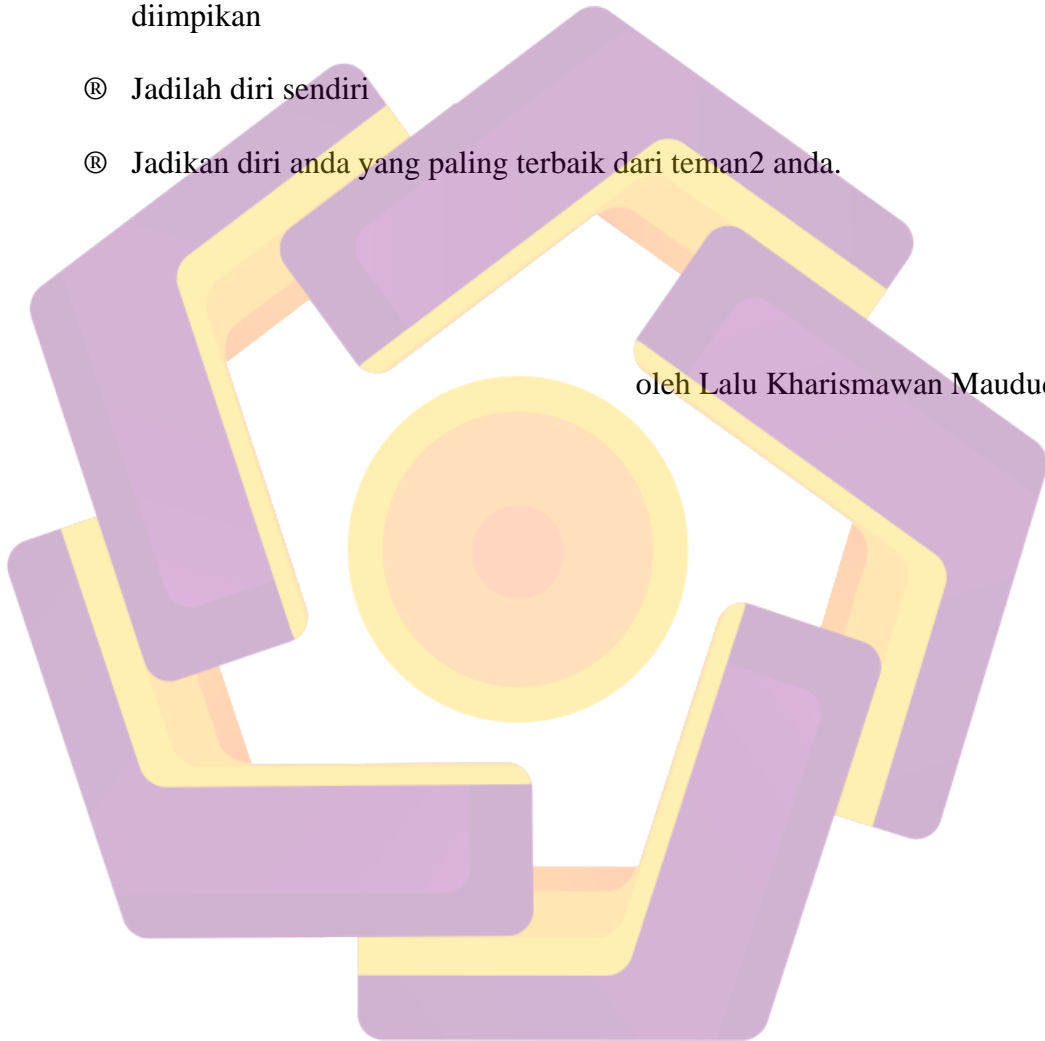 diimpikan
® Jadilah diri sendiri
® Jadikan diri anda yang paling terbaik dari teman2 anda.
oleh Lalu Kharismawan